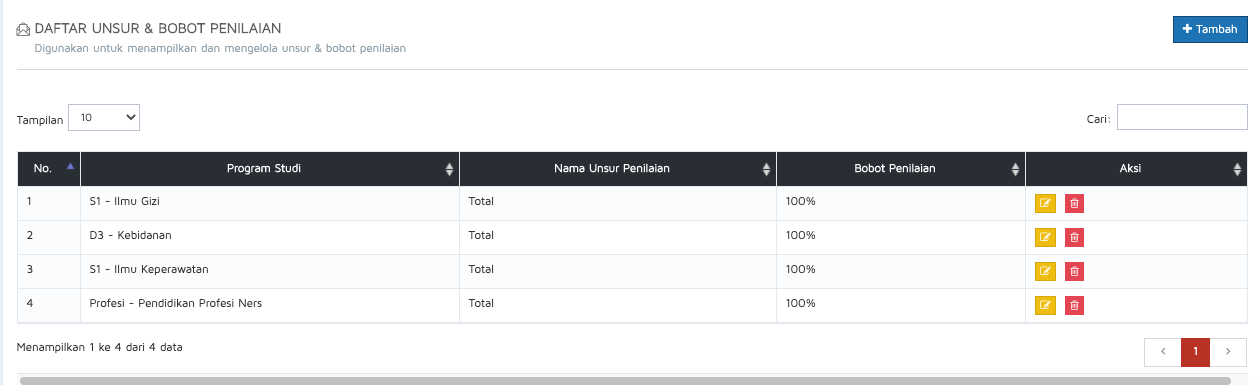 DAFTAR UNSUR & BOBOT PENILAIAN
+ Tambah
Digunakan untuk menampilkan dan mengelola unsur & bobot penilaian
Tampilan 10 Cari:
No. Program Studi Nama Unsur Penilaian Bobot Penilaian Aksi
1 S1 - Ilmu Gizi Total 100%
2 D3 - Kebidanan Total 100%
3 S1 - Ilmu Keperawatan Total 100%
4 Profesi - Pendidikan Profesi Ners Total 100%
Menampilkan 1 ke 4 dari 4 data
< 1 >